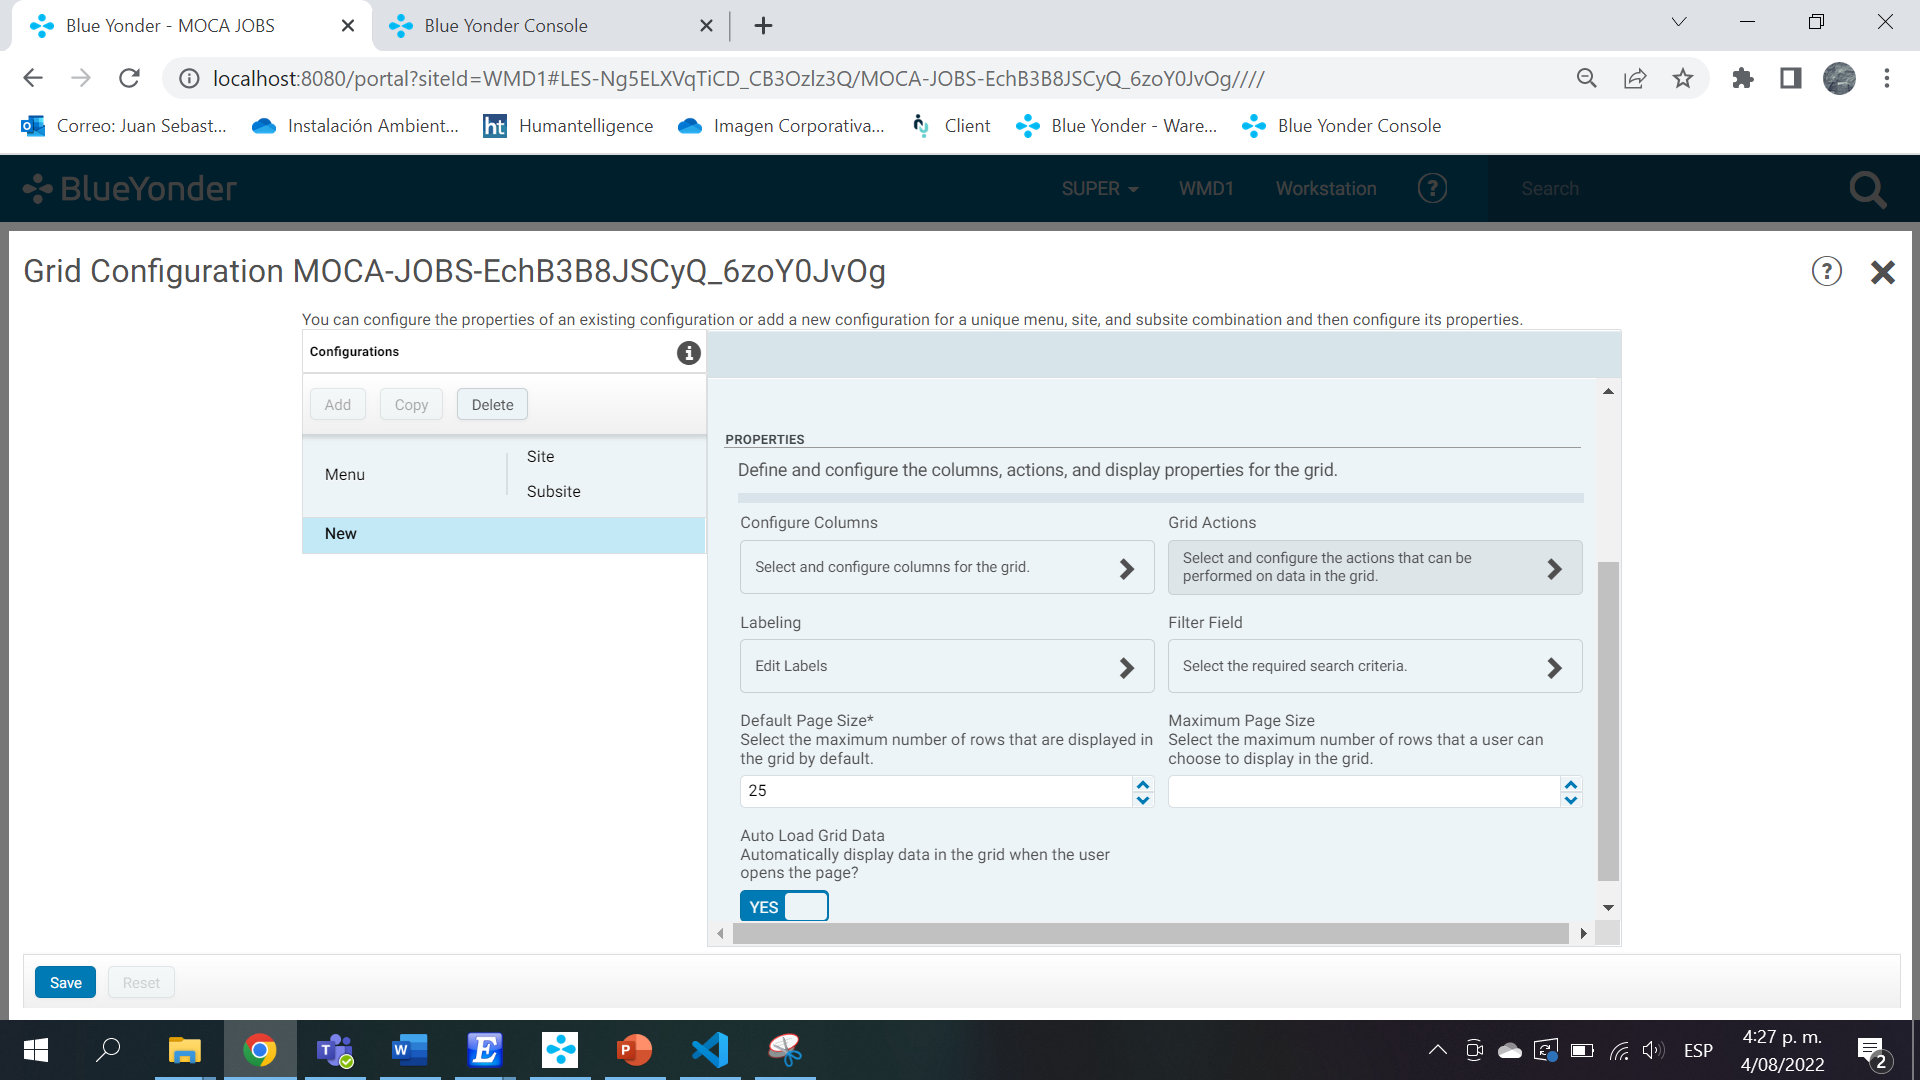 Blue Yonder - MOCA JOBS
Blue Yonder Console
localhost:8080/portal?siteId=WMD1#LES-Ng5ELXVqTiCD_CB3Ozlz3Q/MOCA-JOBS-EchB3B8JSCyQ_6zoY0JvOg////
Correo: Juan Sebast...
Instalación Ambient...
ht Humantelligence
Imagen Corporativa...
Client
Blue Yonder - Ware...
Blue Yonder Console
BlueYonder
SUPER
WMD1
Workstation
?
Search
Grid Configuration MOCA-JOBS-EchB3B8JSCyQ_6zoY0JvOg
?
You can configure the properties of an existing configuration or add a new configuration for a unique menu, site, and subsite combination and then configure its properties.
Configurations
Add
Copy
Delete
Menu
Site
Subsite
New
PROPERTIES
Define and configure the columns, actions, and display properties for the grid.
Configure Columns
Select and configure columns for the grid.
Grid Actions
Select and configure the actions that can be
performed on data in the grid.
Labeling
Edit Labels
Filter Field
Select the required search criteria.
Default Page Size*
Select the maximum number of rows that are displayed in
the grid by default.
25
Maximum Page Size
Select the maximum number of rows that a user can
choose to display in the grid.
Auto Load Grid Data
Automatically display data in the grid when the user
opens the page?
YES
Save
Reset
ESP
4:27 p. m.
4/08/2022
2